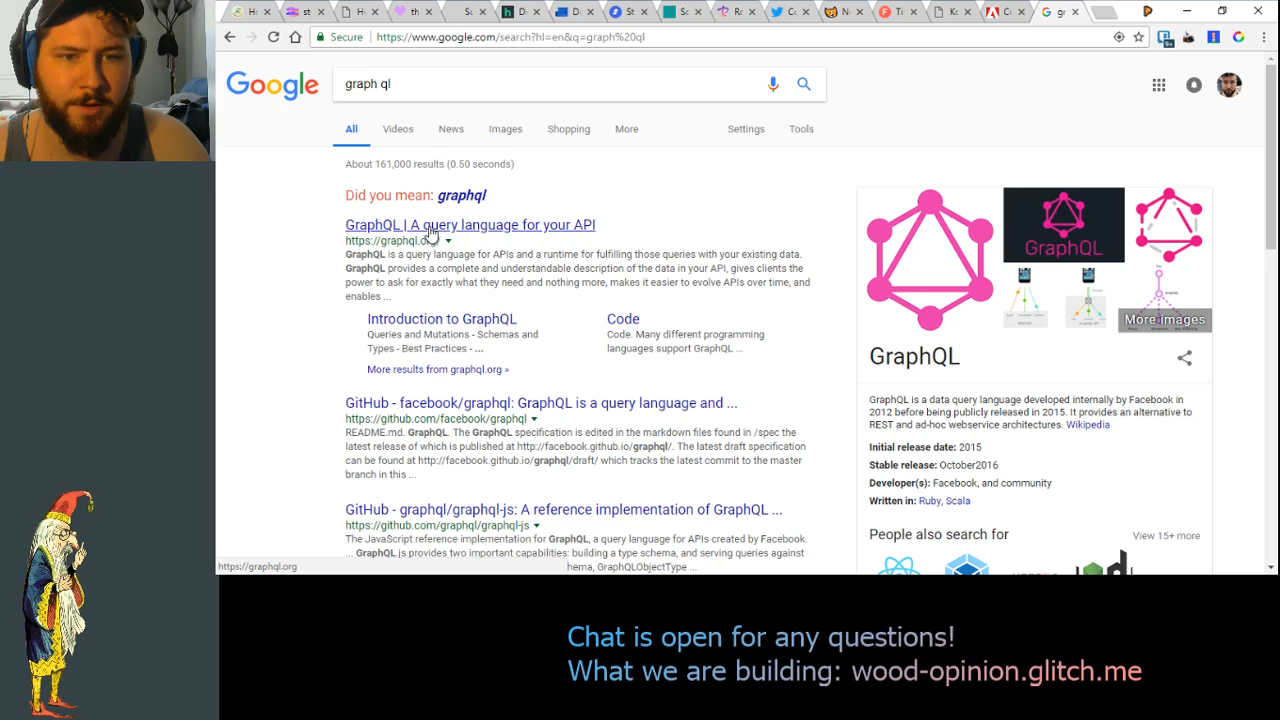 Secure
https://www.google.com/search?hl=en&q=graph%20ql
Google
graph ql
All
Videos
News
Images
Shopping
More
Settings
Tools
About 161,000 results (0.50 seconds)
Did you mean: graphql
GraphQL | A query language for your API
GraphQL is a query language for APIs and a runtime for fulfilling those queries with your existing data.
GraphQL provides a complete and understandable description of the data in your API, gives clients the
power to ask for exactly what they need and nothing more, makes it easier to evolve APIs over time, and
enables ...
Introduction to GraphQL
Queries and Mutations - Schemas and
Types - Best Practices - ...
Code
Code. Many different programming
languages support GraphQL ...
More results from graphql.org »
GitHub - facebook/graphql: GraphQL is a query language and ...
https://github.com/facebook/graphql
README.md. GraphQL. The GraphQL specification is edited in the markdown files found in /spec the
latest release of which is published at http://facebook.github.io/graphql/. The latest draft specification
can be found at http://facebook.github.io/graphql/draft/ which tracks the latest commit to the master
branch in this ...
GitHub - graphql/graphql-js: A reference implementation of GraphQL ...
https://github.com/graphql/graphql-js
The JavaScript reference implementation for GraphQL, a query language for APIs created by Facebook.
... GraphQL.js provides two important capabilities: building a type schema, and serving queries against
hema, GraphQLObjectType ...
https://graphql.org
GraphQL
More images
GraphQL
GraphQL is a data query language developed internally by Facebook in
2012 before being publicly released in 2015. It provides an alternative to
REST and ad-hoc webservice architectures. Wikipedia
Initial release date: 2015
Stable release: October2016
Developer(s): Facebook, and community
Written in: Ruby, Scala
People also search for
View 15+ more
Chat is open for any questions!
What we are building: wood-opinion.glitch.me